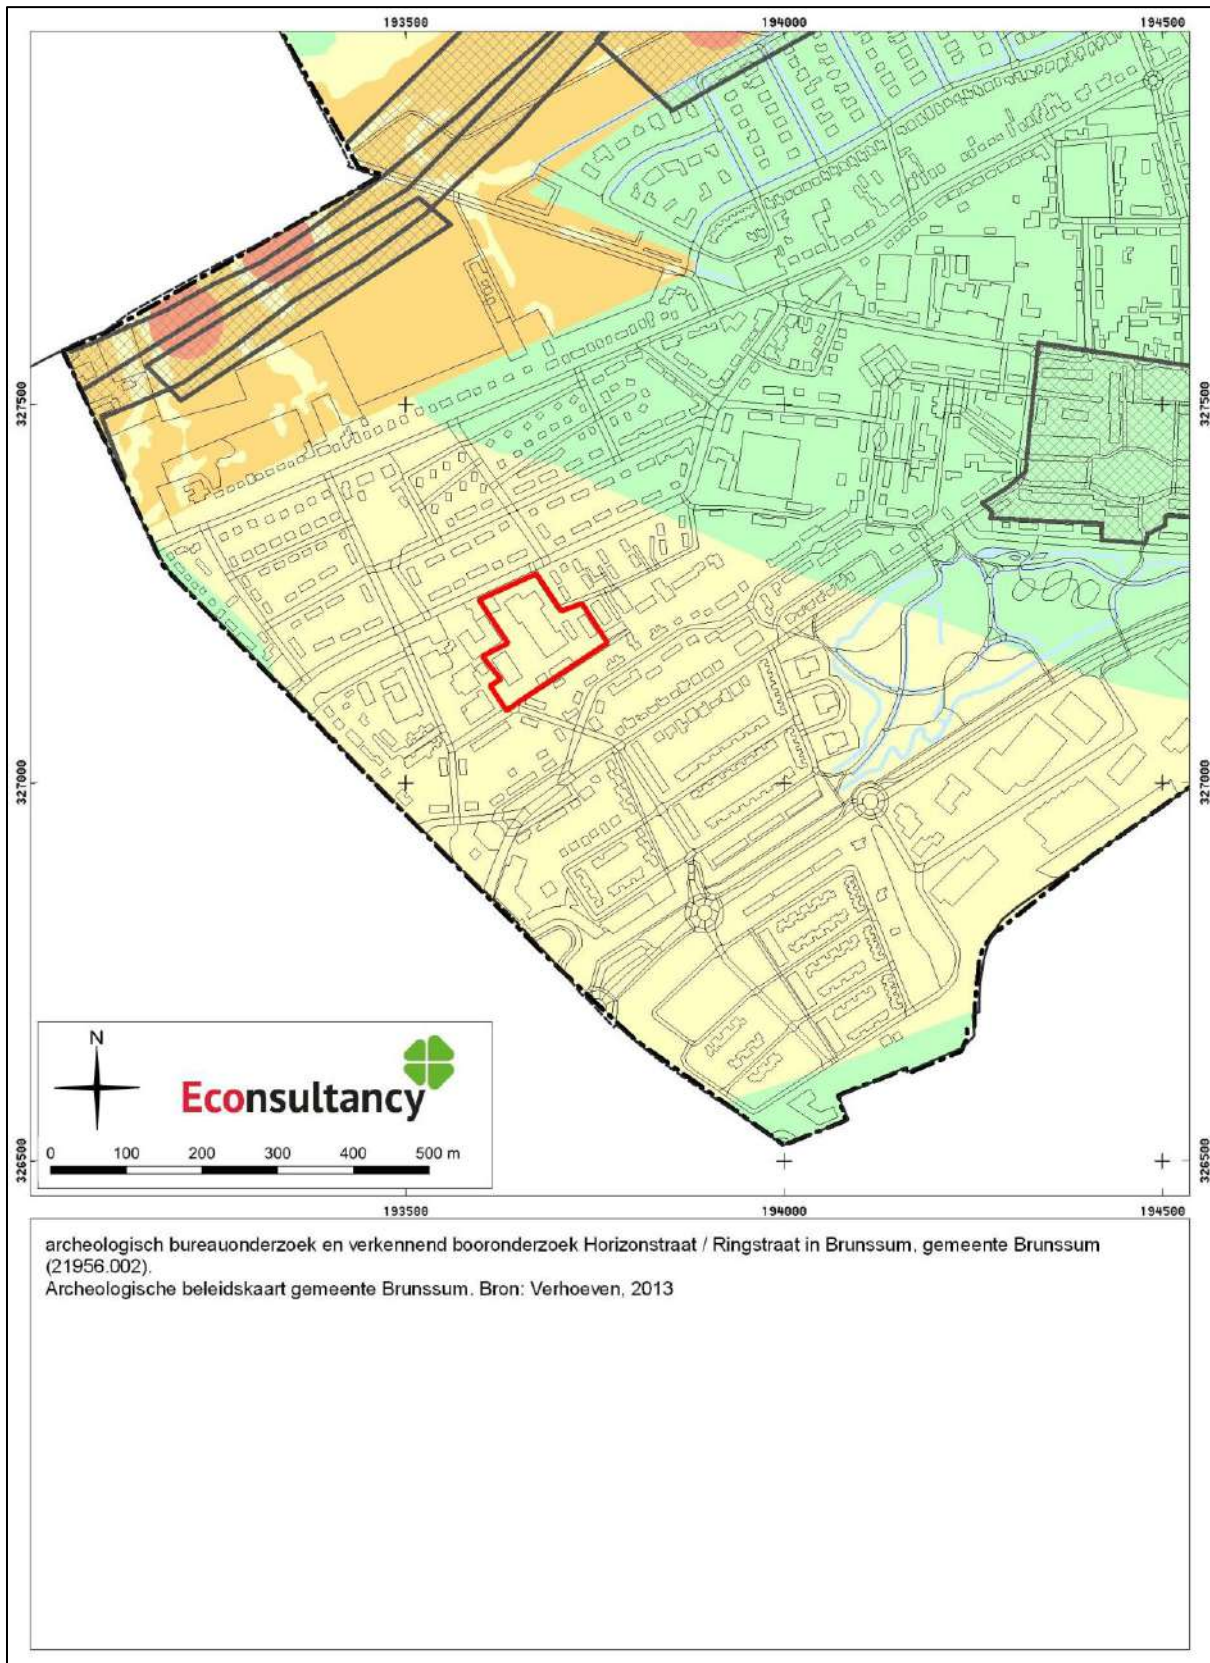 193500 194000 194500
327500 327500
327000 327000
N
Econsultancy
0 100 200 300 400 500 m
326500 326500
193500 194000 194500
archeologisch bureauonderzoek en verkennend booronderzoek Horizonstraat / Ringstraat in Brunssum, gemeente Brunssum
(21956.002).
Archeologische beleidskaart gemeente Brunssum. Bron: Verhoeven, 2013